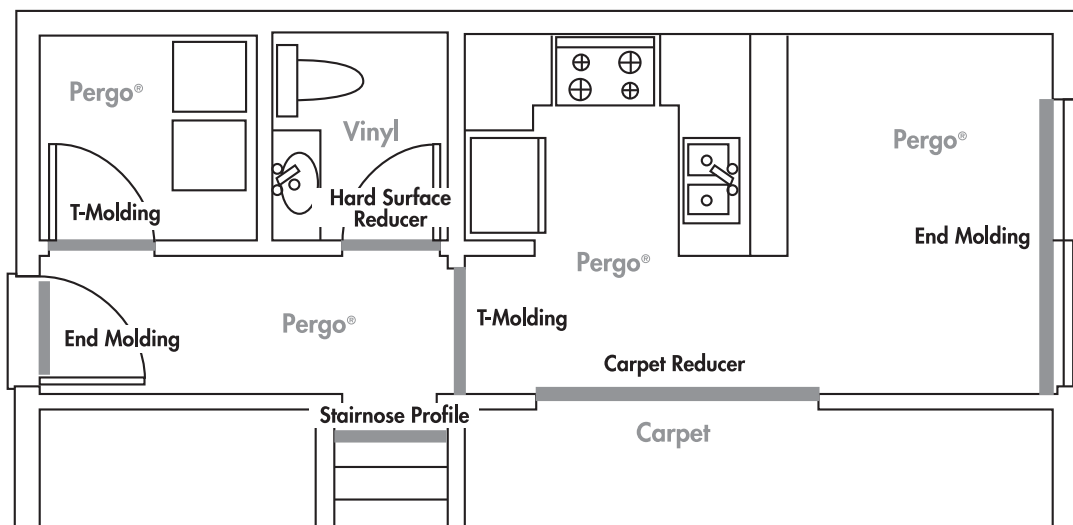 Pergo®
Vinyl
Pergo®
T-Molding
Hard Surface
Reducer
End Molding
Pergo®
Pergo®
T-Molding
End Molding
Carpet Reducer
Stairnose Profile
Carpet